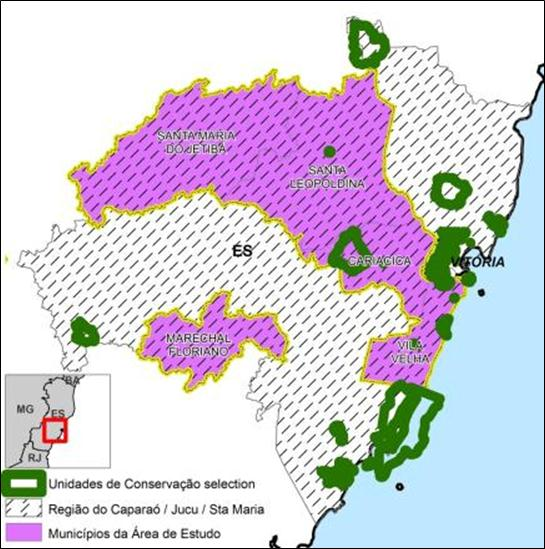 SANTA MARIA
DO JETIBÁ
SANTA
LEOPOLDINA
ES
CARIACICA
VITÓRIA
MARECHAL
FLORIANO
VILA
VELHA
BA
MG
ES
RJ
Unidades de Conservação selection
Região do Caparaó / Jucu / Sta Maria
Municípios da Área de Estudo